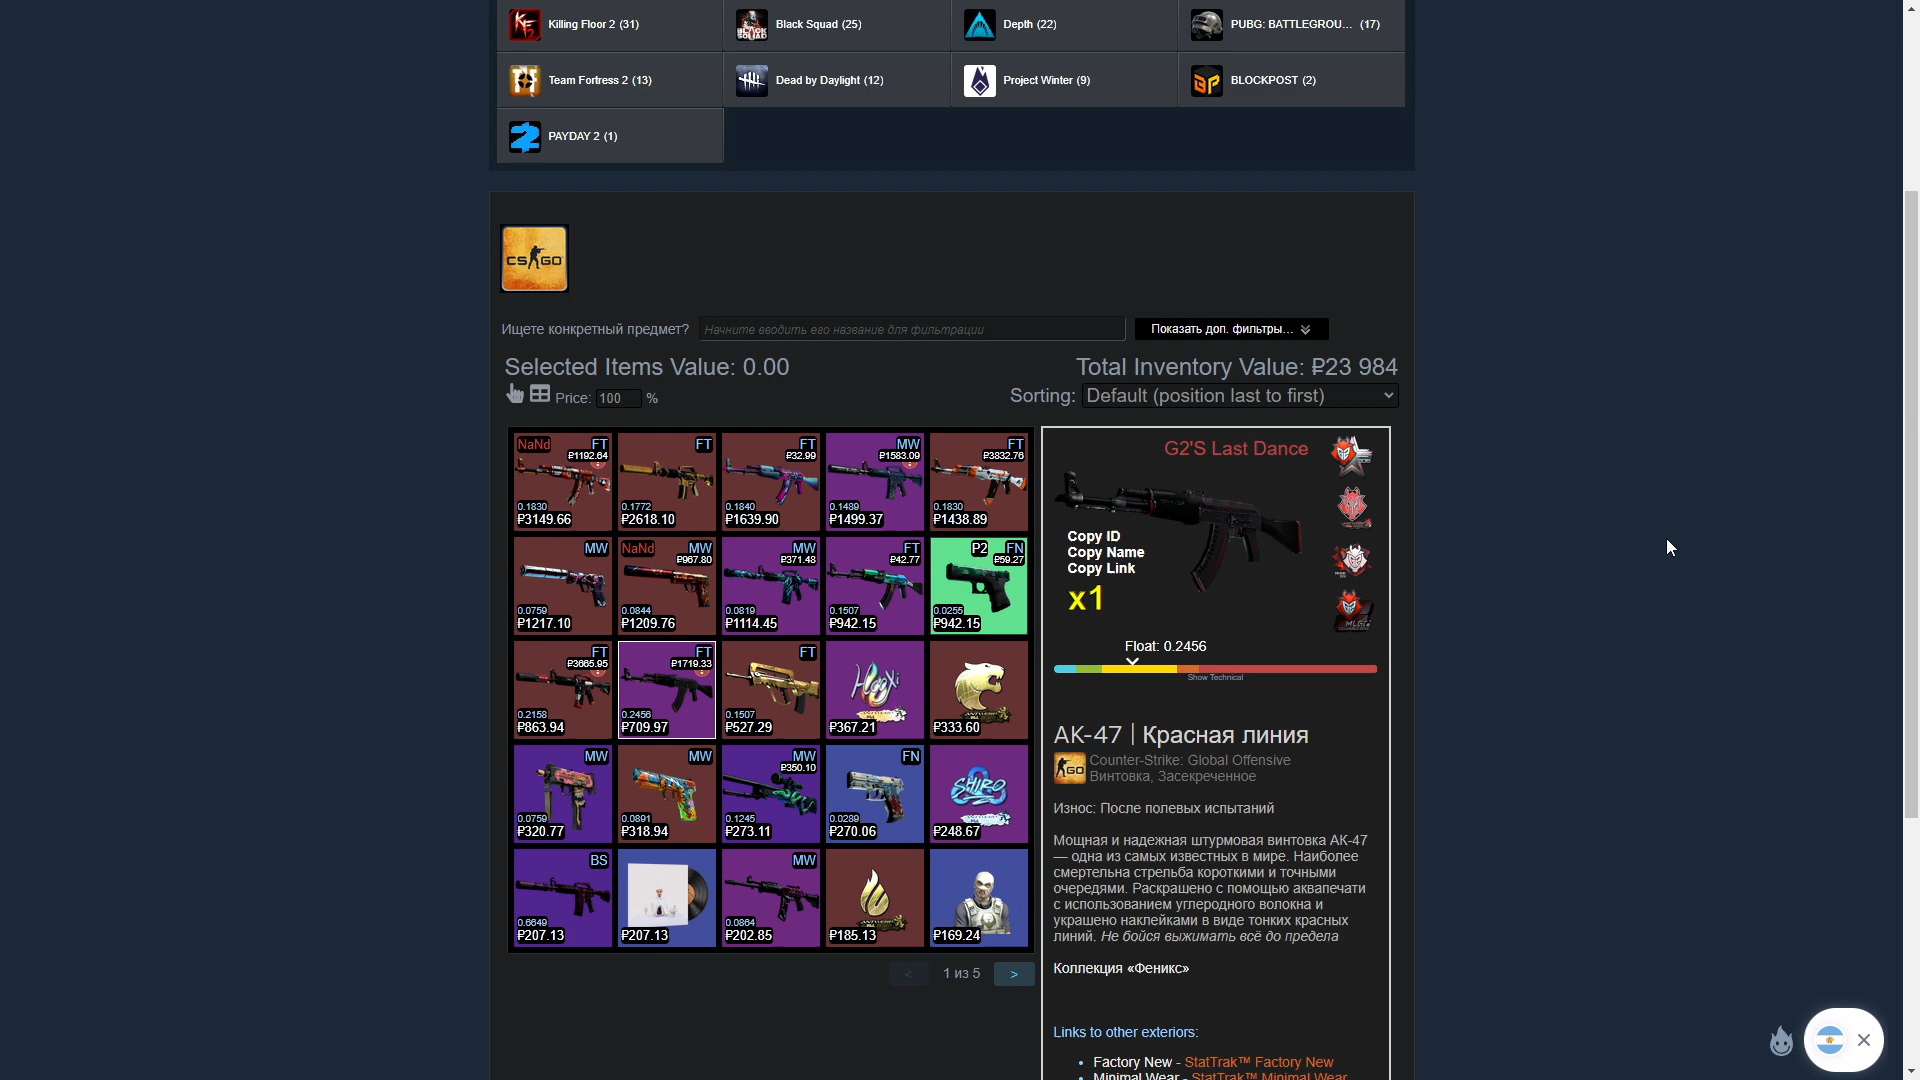 Killing Floor 2 (31)
Black Squad (25)
Depth (22)
PUBG: BATTLEGROU... (17)
Team Fortress 2 (13)
Dead by Daylight (12)
Project Winter (9)
BLOCKPOST (2)
PAYDAY 2 (1)
CS GO
Ищете конкретный предмет?
Начните вводить его название для фильтрации
Показать доп. фильтры...
Selected Items Value: 0.00
Total Inventory Value: ₽23 984
Price: 100 %
Sorting: Default (position last to first)
NaNd FT
₽1192.64
0.1830
₽3149.66
FT
0.1772
₽2618.10
FT
₽32.99
0.1840
₽1639.90
MW
₽1583.09
0.1489
₽1499.37
FT
₽3832.76
0.1830
₽1438.89
MW
0.0759
₽1217.10
NaNd MW
₽967.80
0.0844
₽1209.76
MW
₽371.48
0.0819
₽1114.45
FT
₽42.77
0.1507
₽942.15
P2 FN
₽59.27
0.0255
₽942.15
FT
₽3665.95
0.2158
₽863.94
FT
₽1719.33
0.2456
₽709.97
FT
0.1507
₽527.29
HooXi
₽367.21
₽333.60
MW
0.0759
₽320.77
MW
0.0891
₽318.94
MW
₽350.10
0.1245
₽273.11
FN
0.0289
₽270.06
SHIRO
₽248.67
BS
0.6649
₽207.13
₽207.13
MW
0.0864
₽202.85
₽185.13
₽169.24
< 1 из 5 >
G2'S Last Dance
Copy ID
Copy Name
Copy Link
x1
Float: 0.2456
Show Technical
AK-47 | Красная линия
GO
Counter-Strike: Global Offensive
Винтовка, Засекреченное
Износ: После полевых испытаний
Мощная и надежная штурмовая винтовка АК-47
— одна из самых известных в мире. Наиболее
смертельна стрельба короткими и точными
очередями. Раскрашено с помощью аквапечати
с использованием углеродного волокна и
украшено наклейками в виде тонких красных
линий. Не бойся выжимать всё до предела
Коллекция «Феникс»
Links to other exteriors:
• Factory New - StatTrak™ Factory New
• Minimal Wear - StatTrak™ Minimal Wear